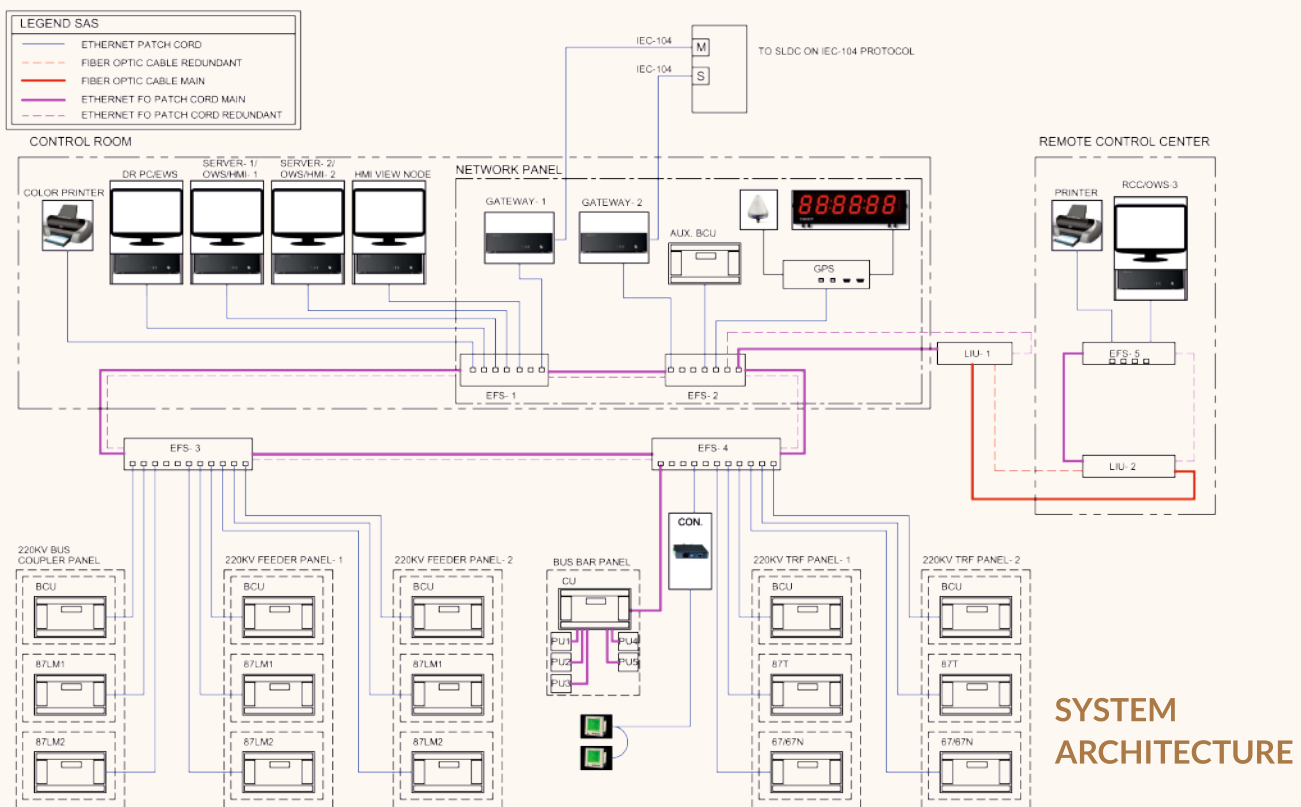 LEGEND SAS
ETHERNET PATCH CORD
FIBER OPTIC CABLE REDUNDANT
FIBER OPTIC CABLE MAIN
ETHERNET FO PATCH CORD MAIN
ETHERNET FO PATCH CORD REDUNDANT
IEC-104
M
TO SLDC ON IEC-104 PROTOCOL
IEC-104
S
CONTROL ROOM
REMOTE CONTROL CENTER
COLOR PRINTER
DR PC/EWS
SERVER- 1/
OWS/HMI- 1
SERVER- 2/
OWS/HMI- 2
HMI VIEW NODE
NETWORK PANEL
GATEWAY- 1
GATEWAY- 2
AUX. BCU
88:88:88
GPS
PRINTER
RCC/OWS-3
EFS- 1
EFS- 2
LIU- 1
EFS- 5
LIU- 2
EFS- 3
EFS- 4
CON.
220KV BUS
COUPLER PANEL
BCU
87LM1
87LM2
220KV FEEDER PANEL- 1
BCU
87LM1
87LM2
220KV FEEDER PANEL- 2
BCU
87LM1
87LM2
BUS BAR PANEL
CU
PU1
PU2
PU3
PU4
PU5
220KV TRF PANEL- 1
BCU
87T
67/67N
220KV TRF PANEL- 2
BCU
87T
67/67N
SYSTEM
ARCHITECTURE